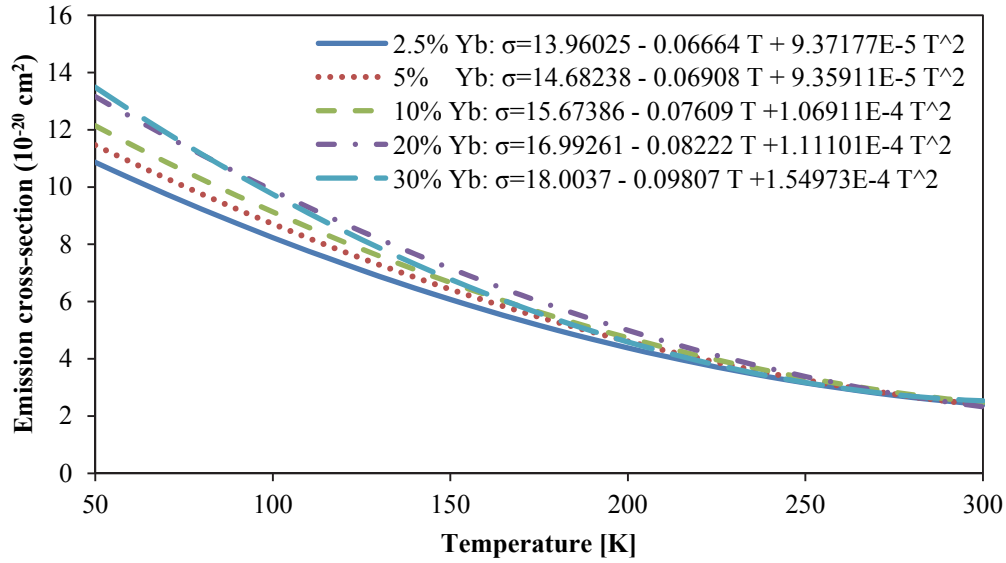 16
14
12
10
8
6
4
2
0
Emission cross-section (10⁻²⁰ cm²)
2.5% Yb: σ=13.96025 - 0.06664 T + 9.37177E-5 T^2
5% Yb: σ=14.68238 - 0.06908 T + 9.35911E-5 T^2
10% Yb: σ=15.67386 - 0.07609 T +1.06911E-4 T^2
20% Yb: σ=16.99261 - 0.08222 T +1.11101E-4 T^2
30% Yb: σ=18.0037 - 0.09807 T +1.54973E-4 T^2
50 100 150 200 250 300
Temperature [K]